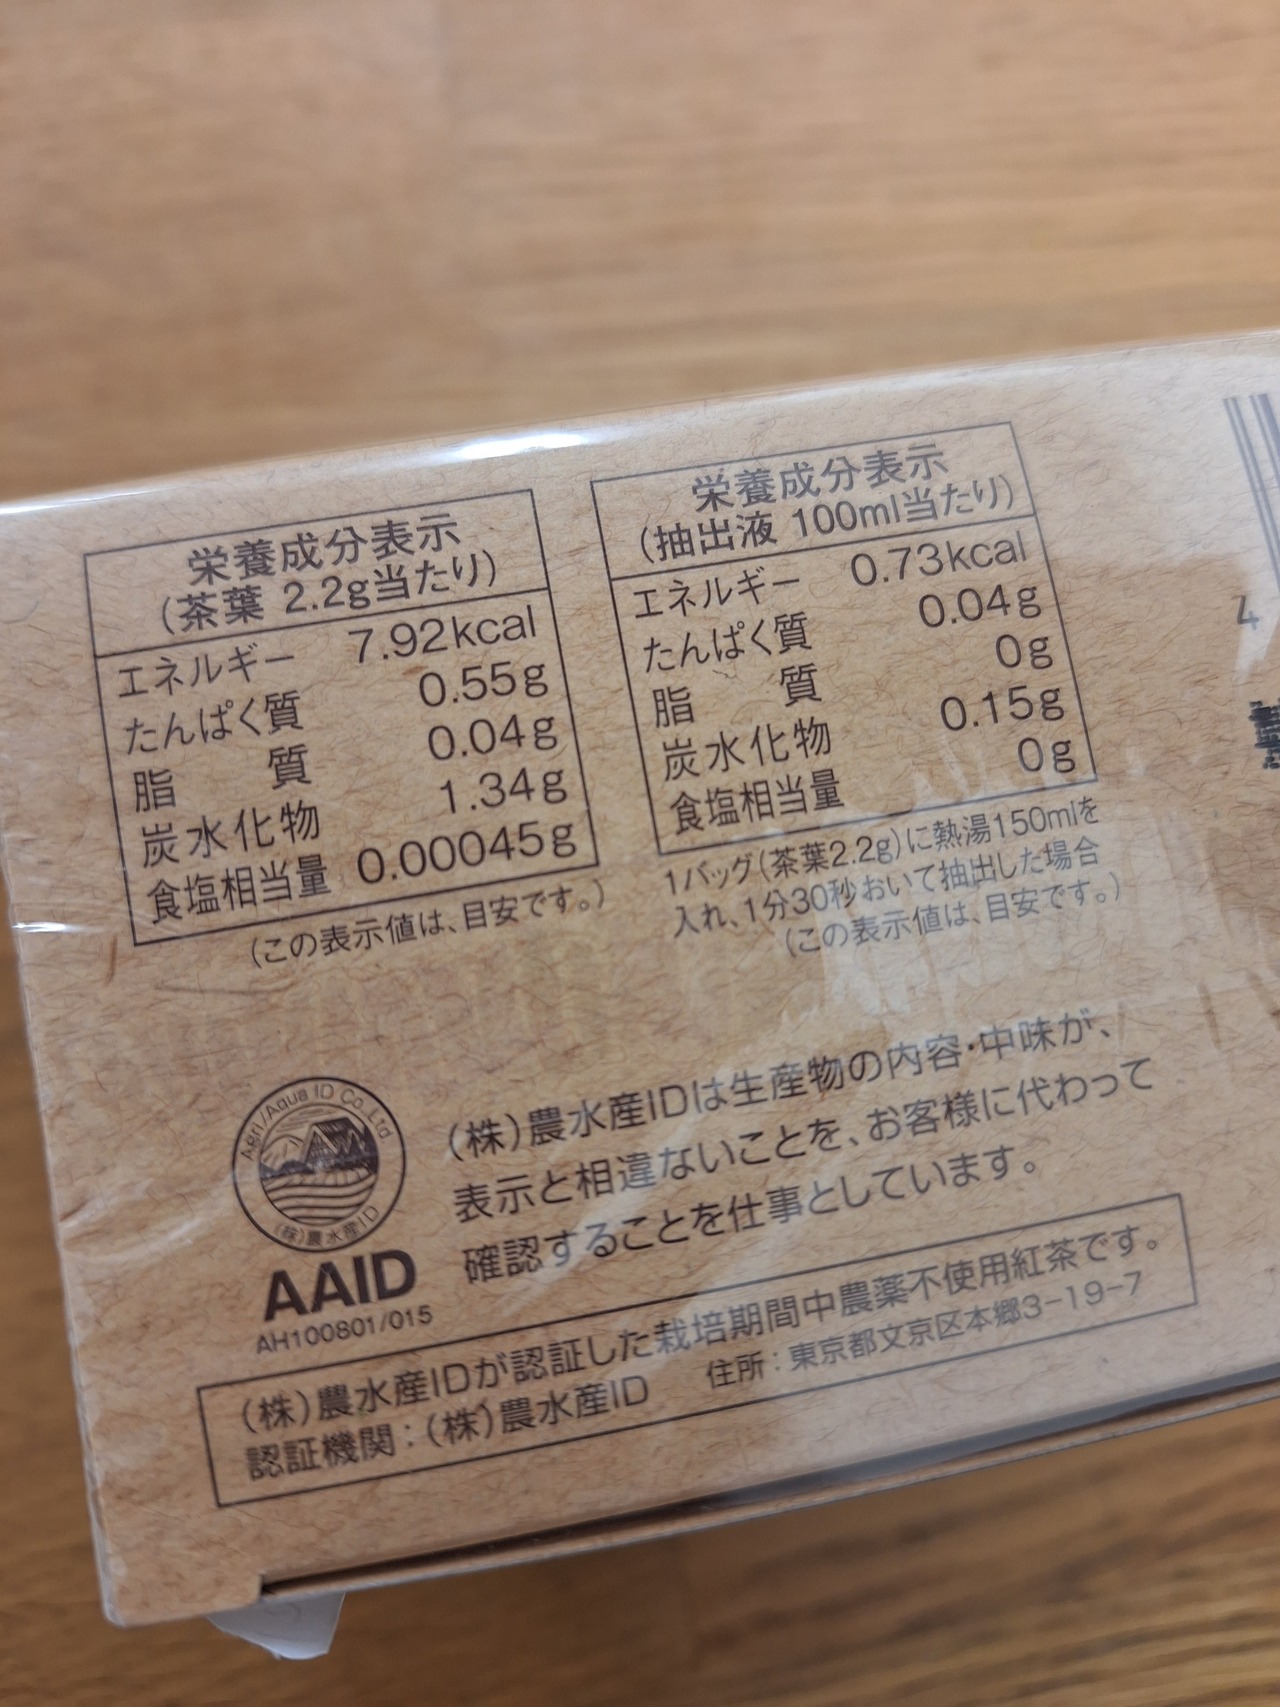 栄養成分表示
(茶葉 2.2g当たり)
エネルギー 7.92kcal
たんぱく質 0.55g
脂質 0.04g
炭水化物 1.34g
食塩相当量 0.00045g
(この表示値は、目安です。)
栄養成分表示
(抽出液 100ml当たり)
エネルギー 0.73kcal
たんぱく質 0.04g
脂質 0g
炭水化物 0.15g
食塩相当量 0g
1バッグ(茶葉2.2g)に熱湯150mlを
入れ、1分30秒おいて抽出した場合
(この表示値は、目安です。)
4
Agri/Aqua ID Co.Ltd
(株)農水産ID
AAID
AH100801/015
(株)農水産IDは生産物の内容・中味が、
表示と相違ないことを、お客様に代わって
確認することを仕事としています。
(株)農水産IDが認証した栽培期間中農薬不使用紅茶です。
認証機関:(株)農水産ID 住所:東京都文京区本郷3-19-7